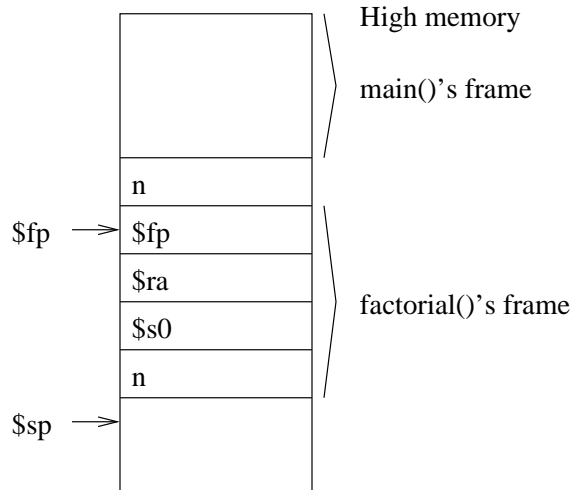 High memory
main()’s frame
n
$fp
$fp
$ra
factorial()’s frame
$s0
n
$sp